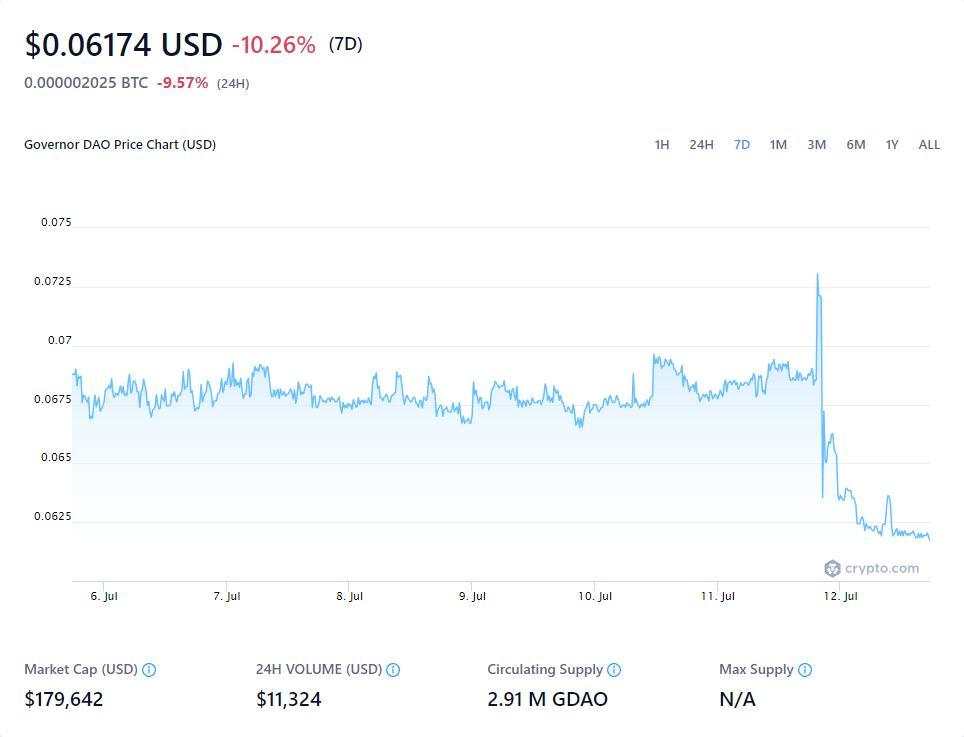 $0.06174 USD -10.26% (7D)
0.000002025 BTC -9.57% (24H)
Governor DAO Price Chart (USD) 1H 24H 7D 1M 3M 6M 1Y ALL
0.075
0.0725
0.07
0.0675
0.065
0.0625
crypto.com
6. Jul 7. Jul 8. Jul 9. Jul 10. Jul 11. Jul 12. Jul
Market Cap (USD) 24H VOLUME (USD) Circulating Supply Max Supply
$179,642 $11,324 2.91 M GDAO N/A